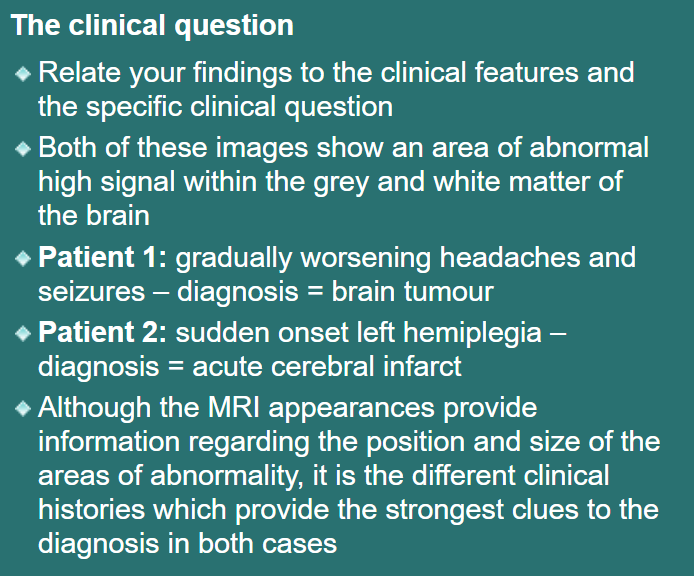 The clinical question
Relate your findings to the clinical features and
the specific clinical question
Both of these images show an area of abnormal
high signal within the grey and white matter of
the brain
Patient 1: gradually worsening headaches and
seizures – diagnosis = brain tumour
Patient 2: sudden onset left hemiplegia –
diagnosis = acute cerebral infarct
Although the MRI appearances provide
information regarding the position and size of the
areas of abnormality, it is the different clinical
histories which provide the strongest clues to the
diagnosis in both cases